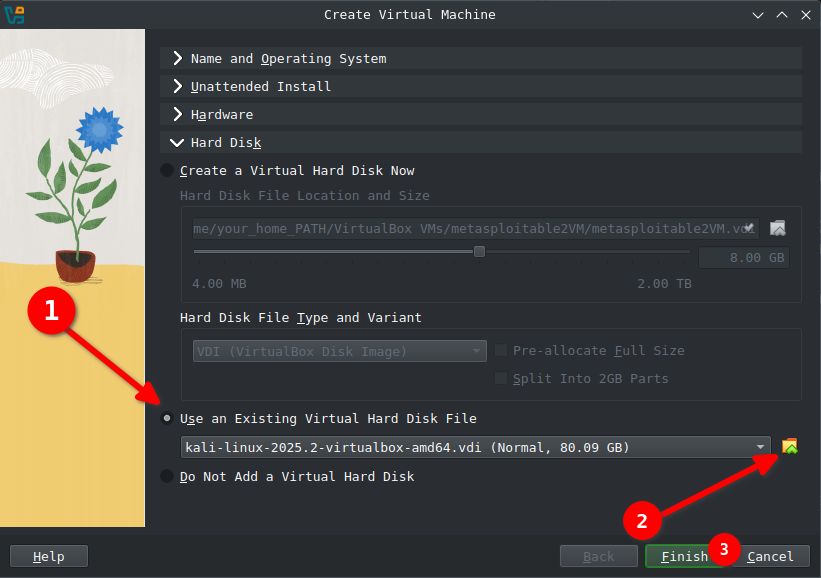 Create Virtual Machine
Name and Operating System
Unattended Install
Hardware
Hard Disk
Create a Virtual Hard Disk Now
Hard Disk File Location and Size
me/your_home_PATH/VirtualBox VMs/metasploitable2VM/metasploitable2VM.vdi
8.00 GB
4.00 MB 2.00 TB
Hard Disk File Type and Variant
VDI (VirtualBox Disk Image) Pre-allocate Full Size
Split Into 2GB Parts
1
Use an Existing Virtual Hard Disk File
kali-linux-2025.2-virtualbox-amd64.vdi (Normal, 80.09 GB)
Do Not Add a Virtual Hard Disk
2
Help Back Finish 3 Cancel